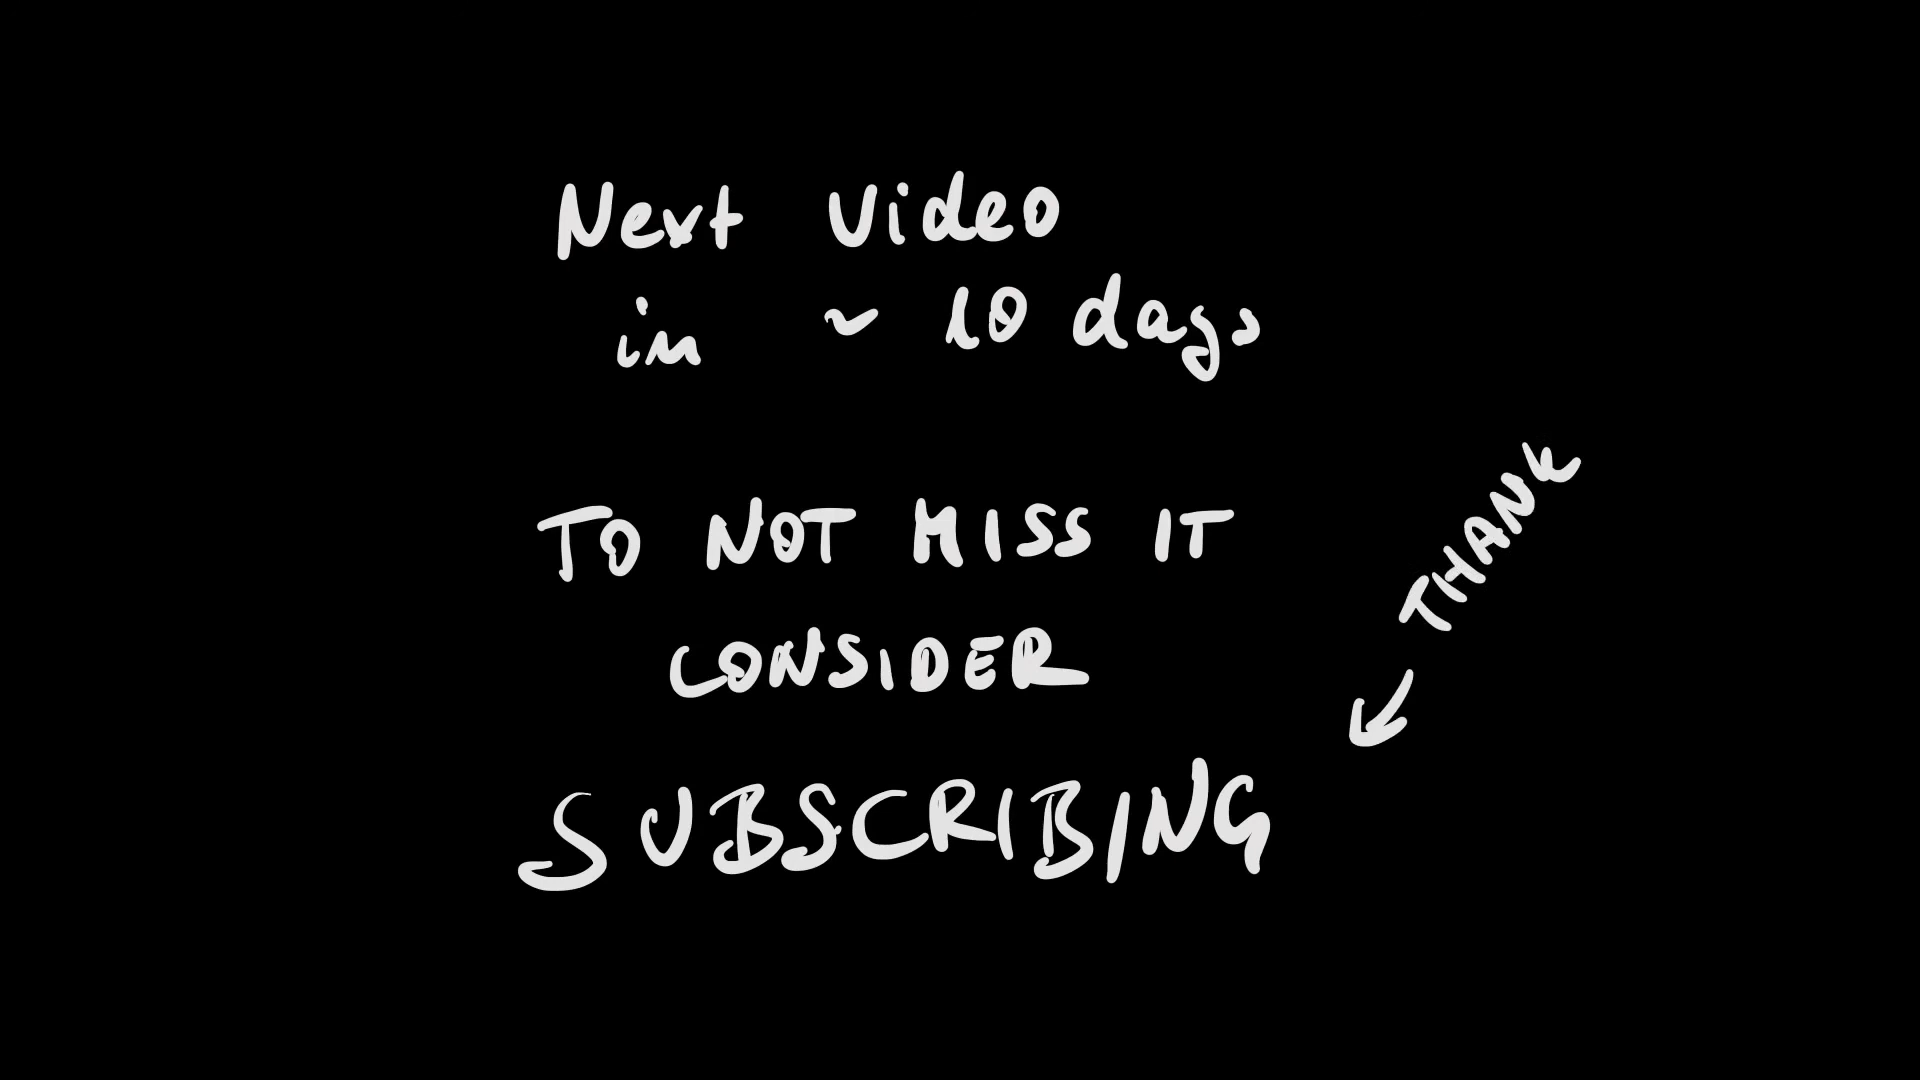 Next Video
in ~ 10 days
TO NOT MISS IT
CONSIDER
SUBSCRIBING
THANK